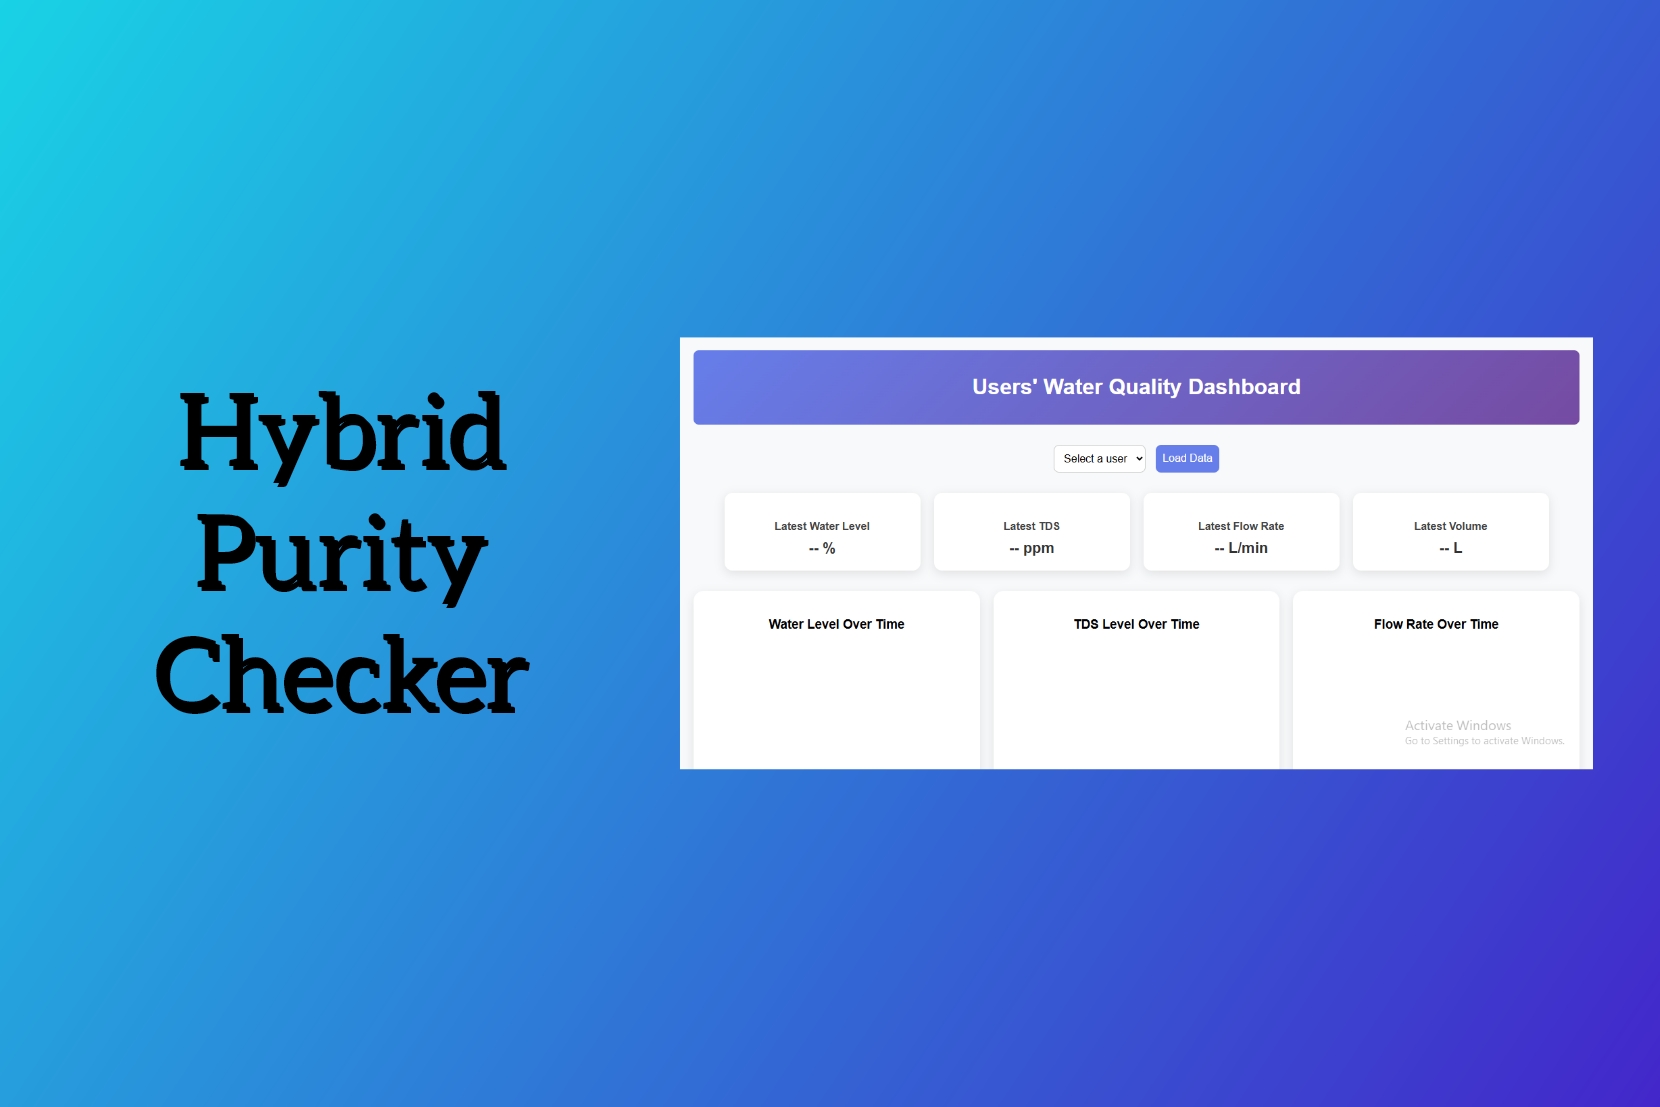 Hybrid
Purity
Checker
Users' Water Quality Dashboard
Select a user
Load Data
Latest Water Level
-- %
Latest TDS
-- ppm
Latest Flow Rate
-- L/min
Latest Volume
-- L
Water Level Over Time
TDS Level Over Time
Flow Rate Over Time
Activate Windows
Go to Settings to activate Windows.